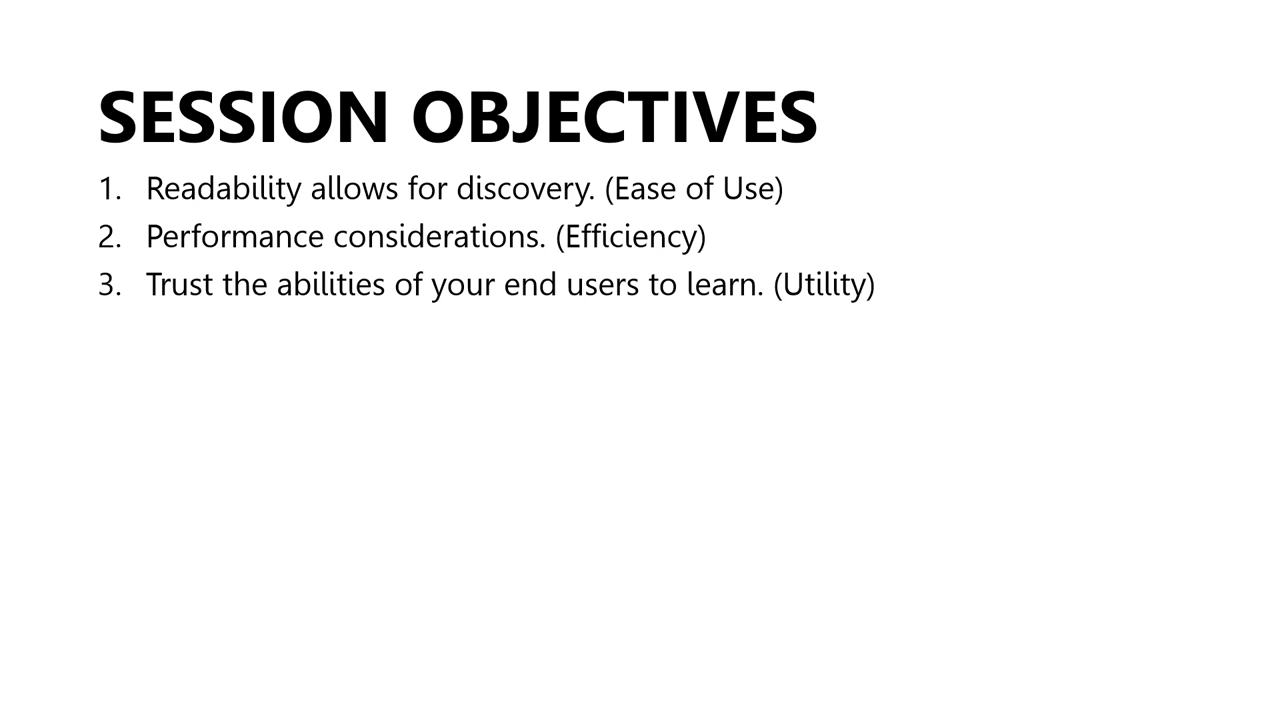 SESSION OBJECTIVES
1. Readability allows for discovery. (Ease of Use)
2. Performance considerations. (Efficiency)
3. Trust the abilities of your end users to learn. (Utility)